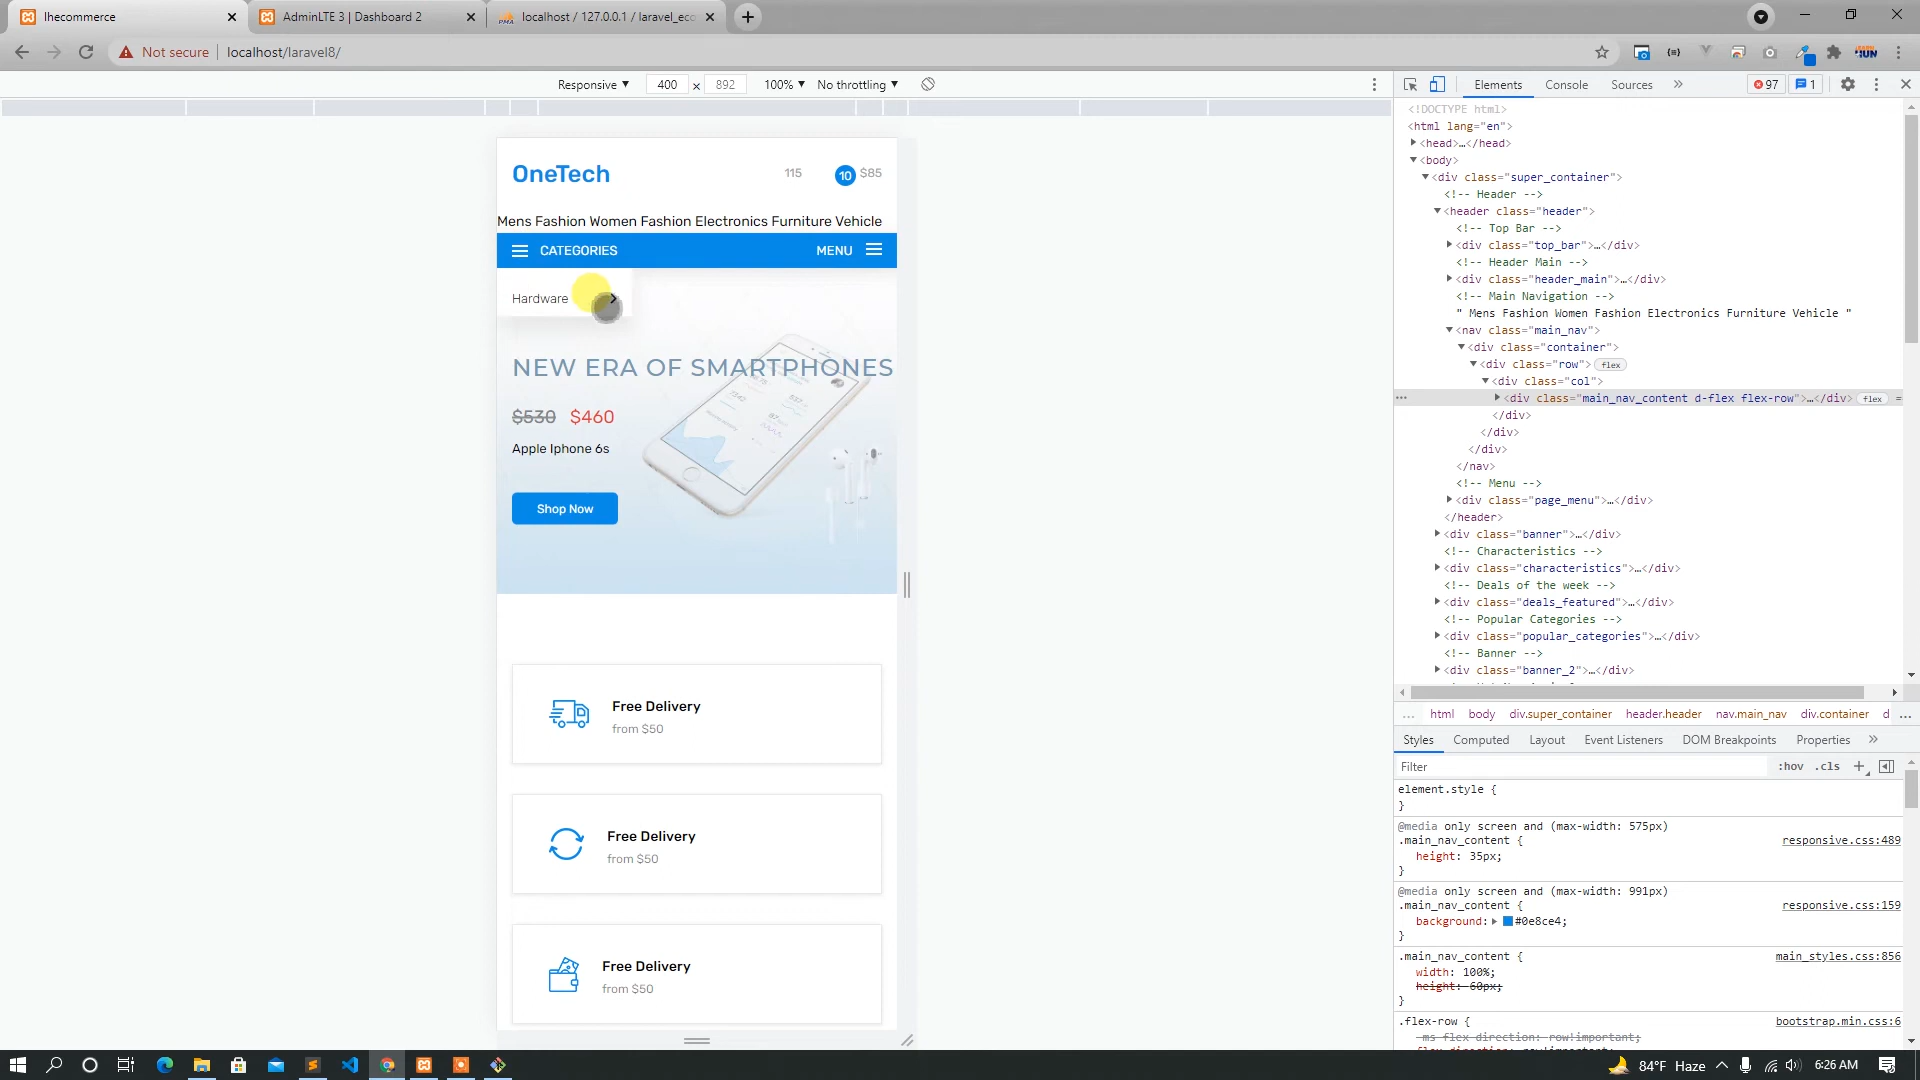 lhecommerce
AdminLTE 3 | Dashboard 2
localhost / 127.0.0.1 / laravel_eco
Not secure
localhost/laravel8/
Responsive
400 x 892
100%
No throttling
Elements
Console
Sources
97
1
OneTech
115
10
$85
Mens Fashion Women Fashion Electronics Furniture Vehicle
CATEGORIES
MENU
Hardware
NEW ERA OF SMARTPHONES
$530
$460
Apple Iphone 6s
Shop Now
Free Delivery
from $50
Free Delivery
from $50
Free Delivery
from $50
<!DOCTYPE html>
<html lang="en">
<head>…</head>
<body>
<div class="super_container">
<!-- Header -->
<header class="header">
<!-- Top Bar -->
<div class="top_bar">…</div>
<!-- Header Main -->
<div class="header_main">…</div>
<!-- Main Navigation -->
" Mens Fashion Women Fashion Electronics Furniture Vehicle "
<nav class="main_nav">
<div class="container">
<div class="row"> flex
<div class="col">
<div class="main_nav_content d-flex flex-row">…</div> flex =
</div>
</div>
</div>
</nav>
<!-- Menu -->
<div class="page_menu">…</div>
</header>
<div class="banner">…</div>
<!-- Characteristics -->
<div class="characteristics">…</div>
<!-- Deals of the week -->
<div class="deals_featured">…</div>
<!-- Popular Categories -->
<div class="popular_categories">…</div>
<!-- Banner -->
<div class="banner_2">…</div>
... html body div.super_container header.header nav.main_nav div.container d ...
Styles
Computed
Layout
Event Listeners
DOM Breakpoints
Properties
Filter
:hov .cls
element.style {
}
@media only screen and (max-width: 575px)
.main_nav_content {
responsive.css:489
height: 35px;
}
@media only screen and (max-width: 991px)
.main_nav_content {
responsive.css:159
background: #0e8ce4;
}
.main_nav_content {
main_styles.css:856
width: 100%;
height: 60px;
}
.flex-row {
bootstrap.min.css:6
-ms-flex-direction: row!important;
84°F Haze
6:26 AM